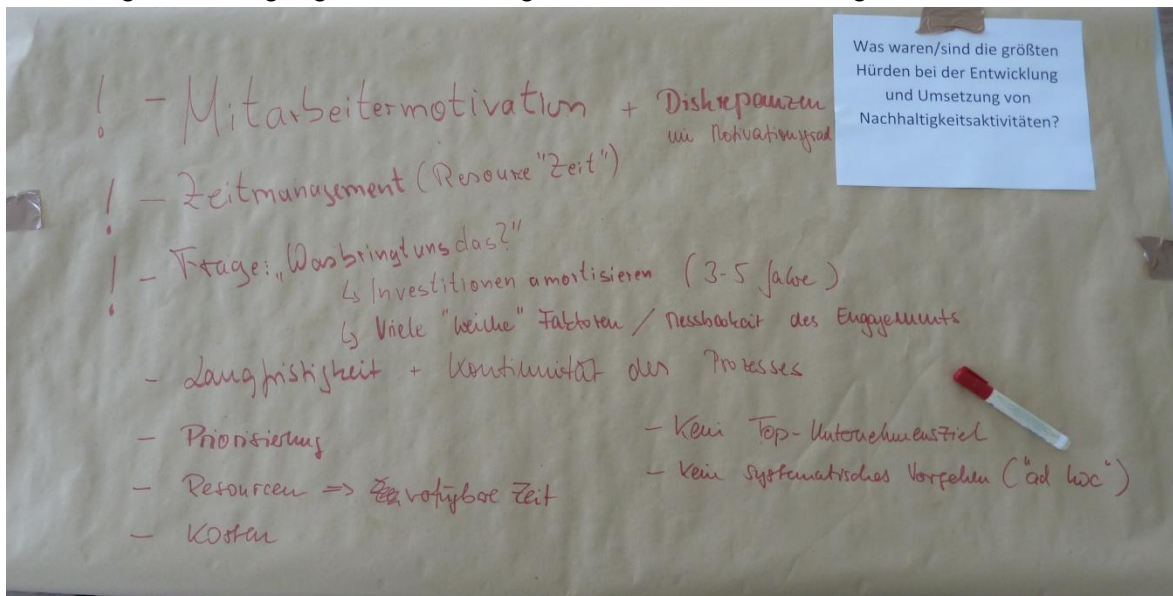 ! - Mitarbeitermotivation + Diskrepanzen
im Motivationsgrad
Was waren/sind die größten
Hürden bei der Entwicklung
und Umsetzung von
Nachhaltigkeitsaktivitäten?
! - Zeitmanagement (Resource "Zeit")
! - Frage: „Was bringt uns das?"
↳ Investitionen amortisieren (3-5 Jahre)
↳ Viele "weiche" Faktoren / Messbarkeit des Engagements
- Langfristigkeit + Kontinuität des Prozesses
- Priorisierung
- Resourcen => verfügbare Zeit
- Kosten
- Kein Top-Unternehmensziel
- Kein systematisches Vorgehen ("ad hoc")